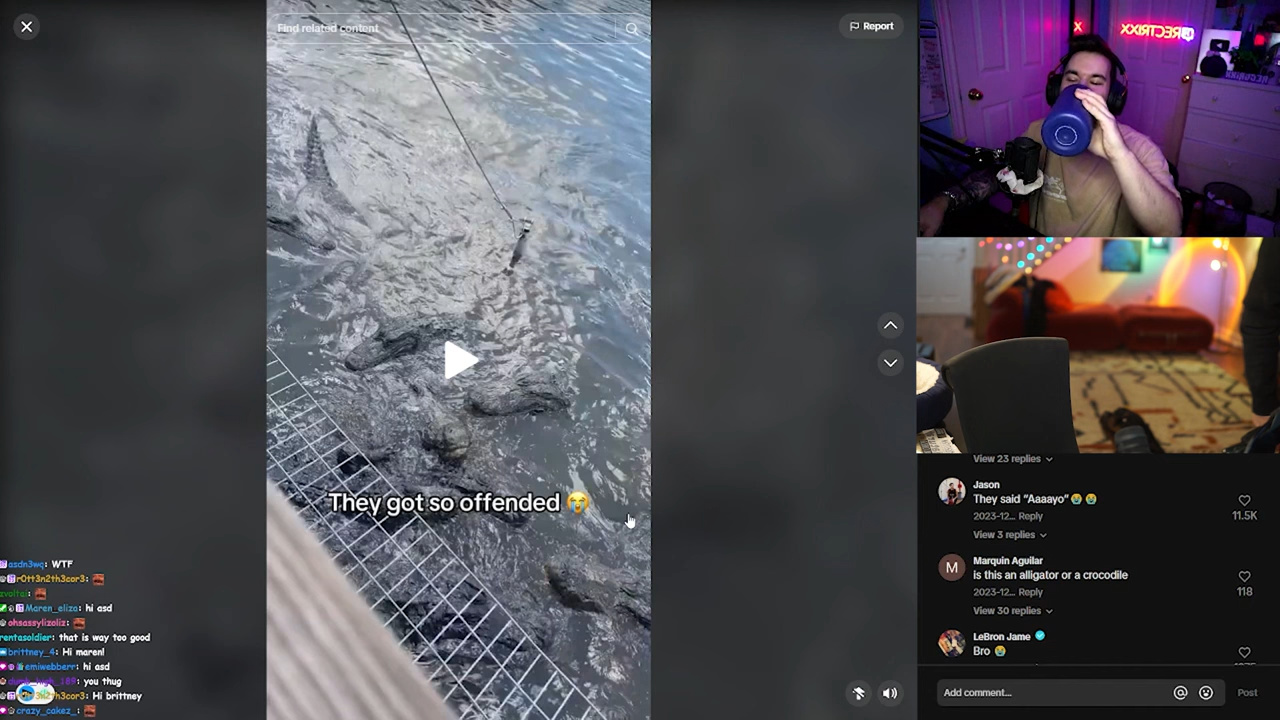 Find related content
Report
They got so offended 😭
asdn3wq: WTF
r0tt3n2th3cor3:
zvoltai:
Maren_eliza: hi asd
ohsassylizoliz:
rentasoldier: that is way too good
brittney_4: Hi maren!
emiwebberr: hi asd
you thug
Hi brittney
crazy_cakez_:
View 23 replies
Jason
They said “Aaaayo” 😭 😭
2023-12... Reply
11.5K
View 3 replies
M
Marquin Aguilar
is this an alligator or a crocodile
2023-12... Reply
118
View 30 replies
LeBron Jame
Bro 😭
Add comment...
Post